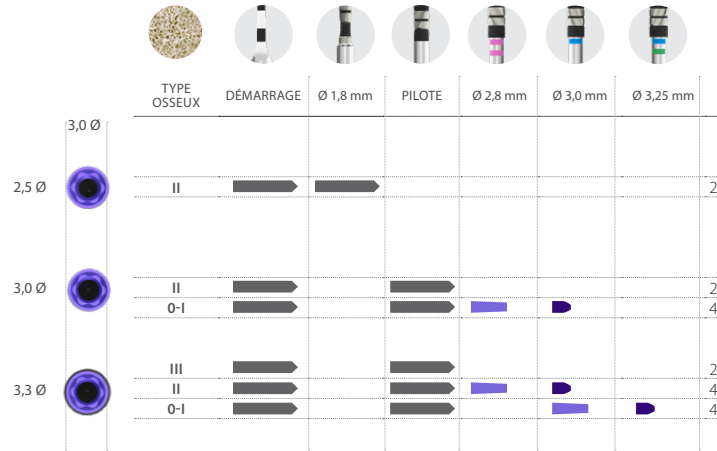 TYPE
OSSEUX DÉMARRAGE Ø 1,8 mm PILOTE Ø 2,8 mm Ø 3,0 mm Ø 3,25 mm
3,0 Ø
2,5 Ø II 2
3,0 Ø II 2
0-I 4
III 2
3,3 Ø II 4
0-I 4